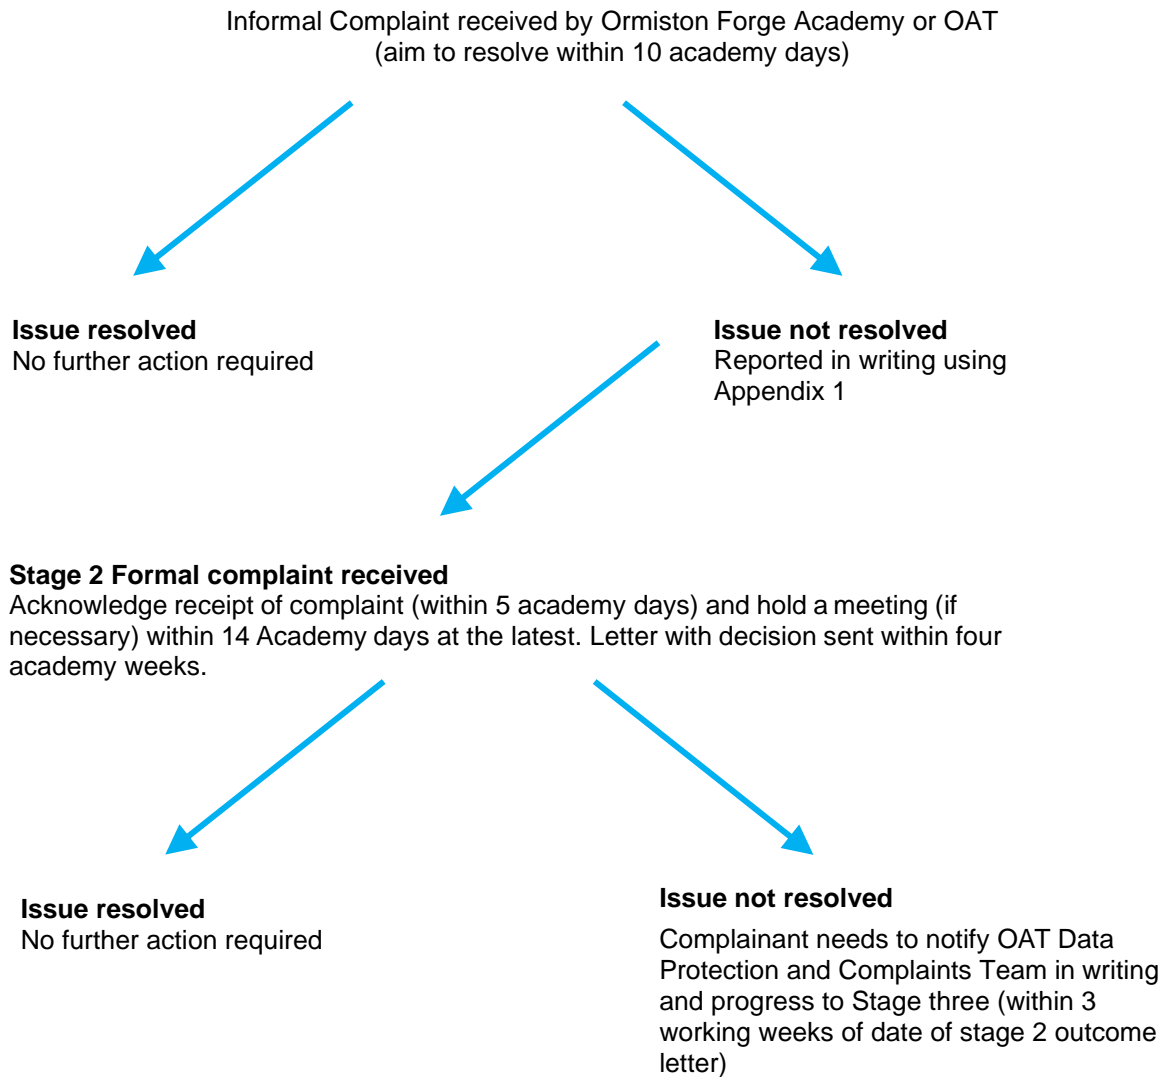 Informal Complaint received by Ormiston Forge Academy or OAT
(aim to resolve within 10 academy days)
Issue resolved
No further action required
Issue not resolved
Reported in writing using
Appendix 1
Stage 2 Formal complaint received
Acknowledge receipt of complaint (within 5 academy days) and hold a meeting (if
necessary) within 14 Academy days at the latest. Letter with decision sent within four
academy weeks.
Issue resolved
No further action required
Issue not resolved
Complainant needs to notify OAT Data
Protection and Complaints Team in writing
and progress to Stage three (within 3
working weeks of date of stage 2 outcome
letter)